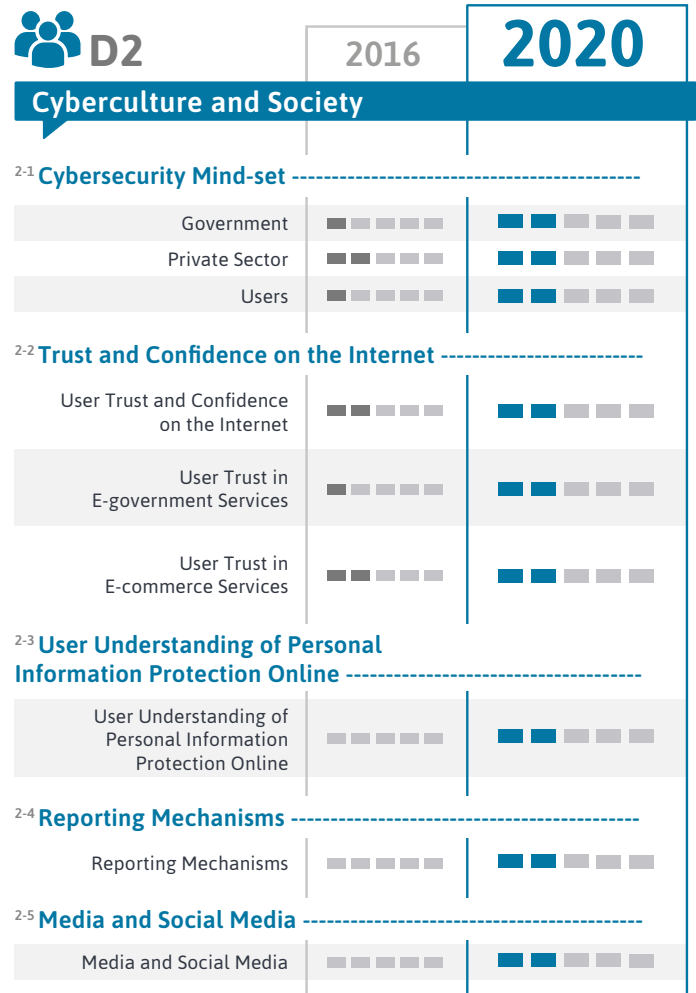 D2
2016
2020
Cyberculture and Society
2-1 Cybersecurity Mind-set
Government
Private Sector
Users
2-2 Trust and Confidence on the Internet
User Trust and Confidence
on the Internet
User Trust in
E-government Services
User Trust in
E-commerce Services
2-3 User Understanding of Personal
Information Protection Online
User Understanding of
Personal Information
Protection Online
2-4 Reporting Mechanisms
Reporting Mechanisms
2-5 Media and Social Media
Media and Social Media